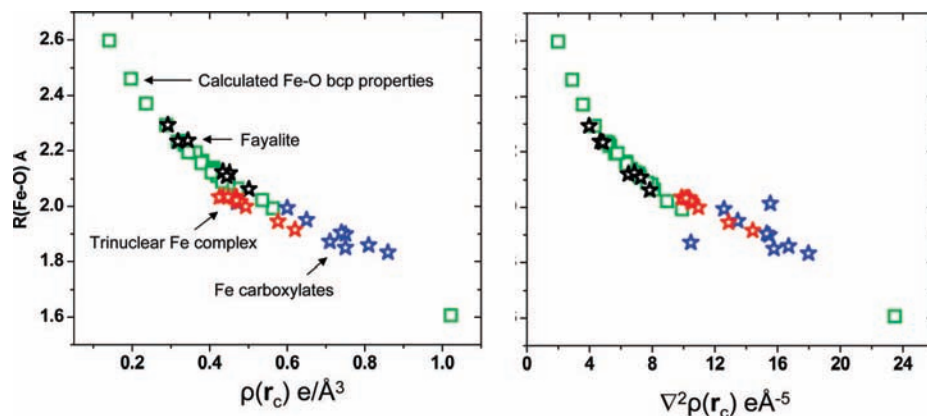 R(Fe-O) Å
2.6
2.4
2.2
2.0
1.8
1.6
Calculated Fe-O bcp properties
Fayalite
Trinuclear Fe complex
Fe carboxylates
0.2 0.4 0.6 0.8 1.0
ρ(r_c) e/Å³
0 4 8 12 16 20 24
∇²ρ(r_c) eÅ⁻⁵